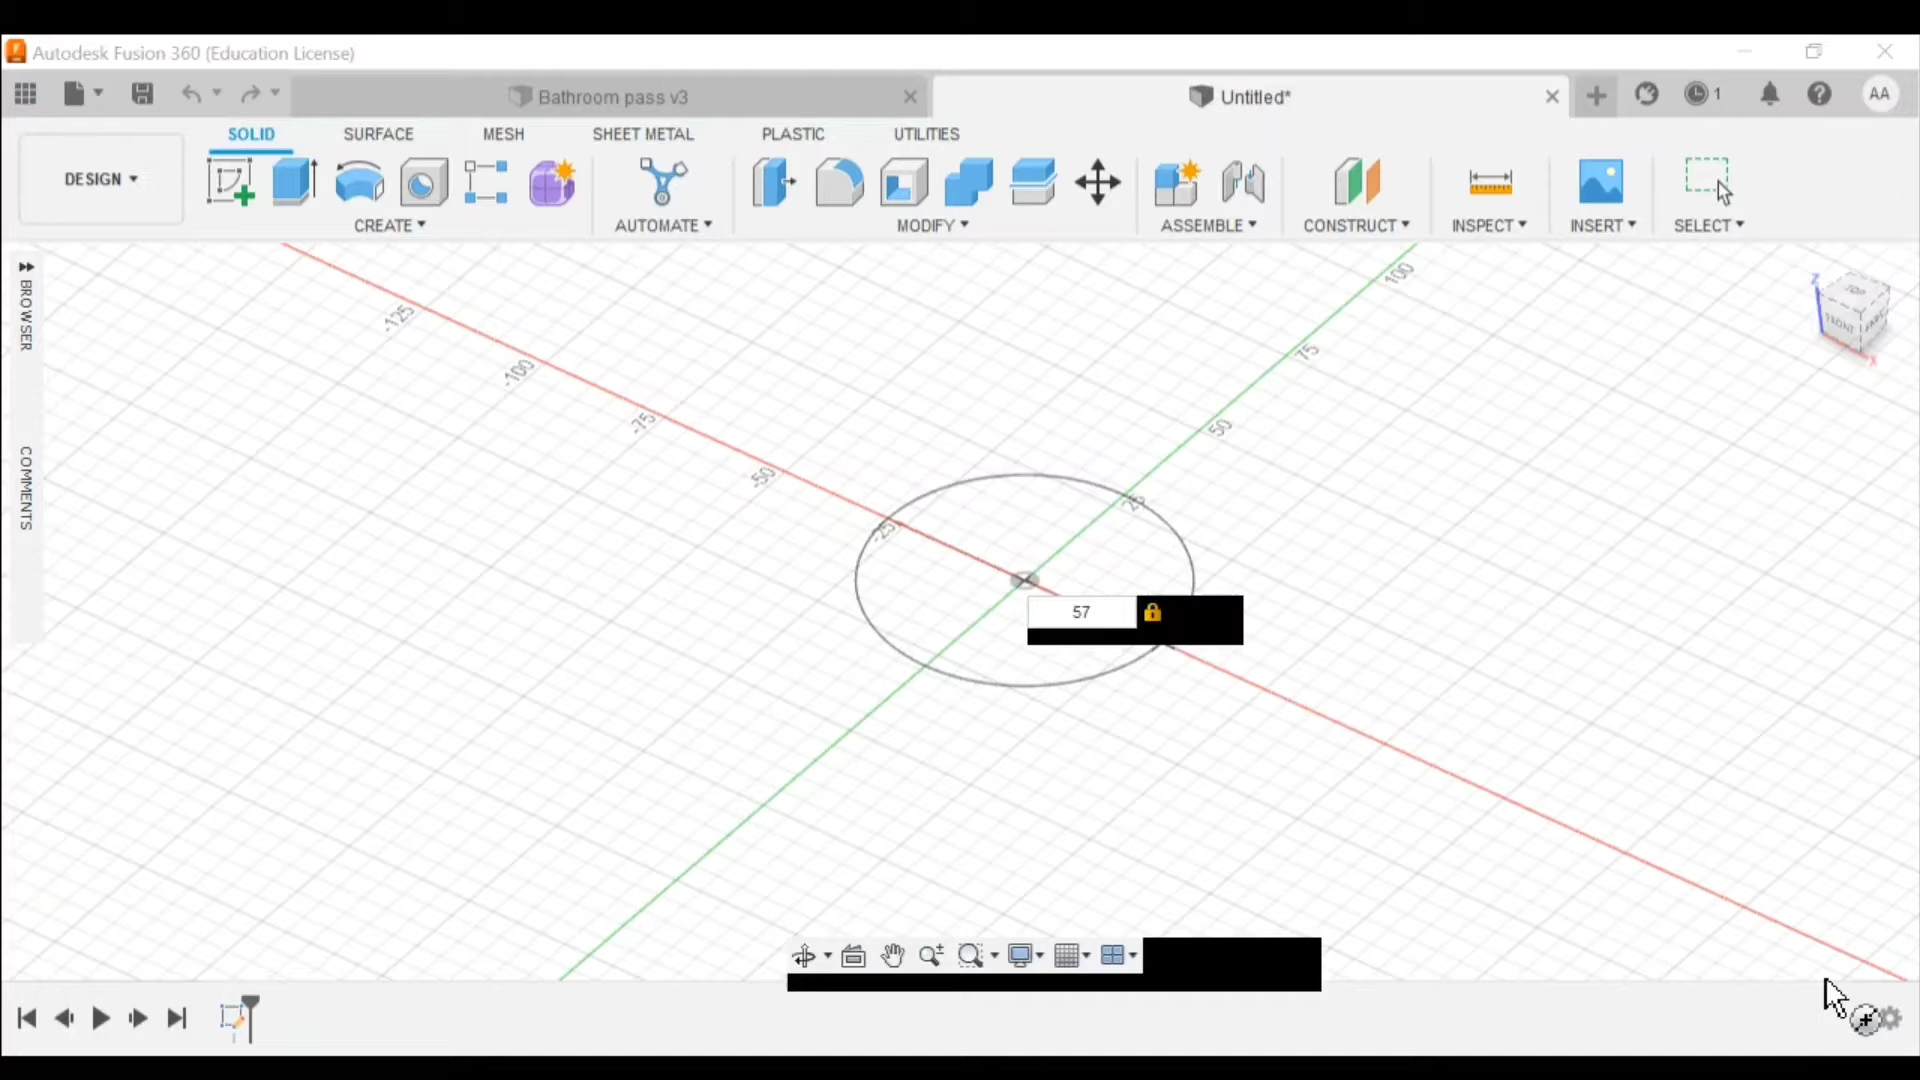 Autodesk Fusion 360 (Education License)
Bathroom pass v3
Untitled*
1
AA
SOLID
SURFACE
MESH
SHEET METAL
PLASTIC
UTILITIES
DESIGN
CREATE
AUTOMATE
MODIFY
ASSEMBLE
CONSTRUCT
INSPECT
INSERT
SELECT
BROWSER
COMMENTS
-125
-100
-75
-50
-25
100
75
50
25
57
Z
TOP
FRONT
X